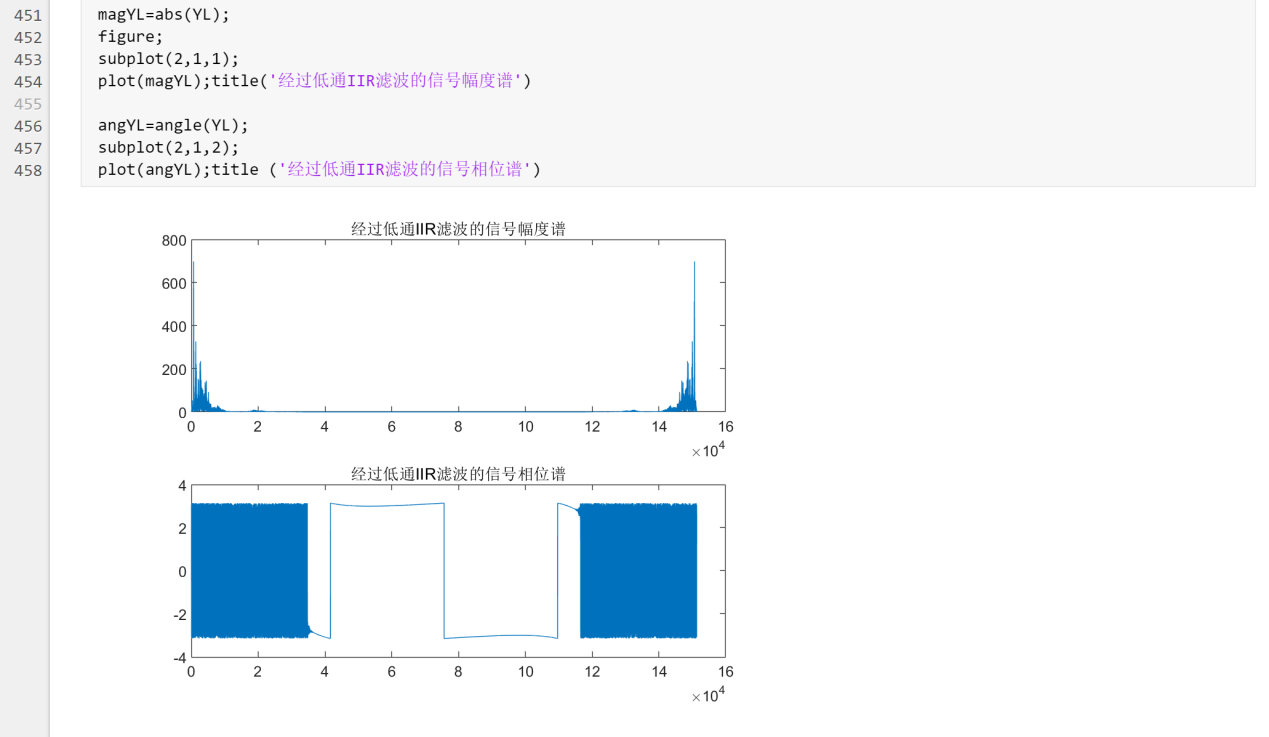 451 magYL=abs(YL);
452 figure;
453 subplot(2,1,1);
454 plot(magYL);title('经过低通IIR滤波的信号幅度谱')
455
456 angYL=angle(YL);
457 subplot(2,1,2);
458 plot(angYL);title ('经过低通IIR滤波的信号相位谱')
经过低通IIR滤波的信号幅度谱
800
600
400
200
0
0 2 4 6 8 10 12 14 16
×10⁴
经过低通IIR滤波的信号相位谱
4
2
0
-2
-4
0 2 4 6 8 10 12 14 16
×10⁴